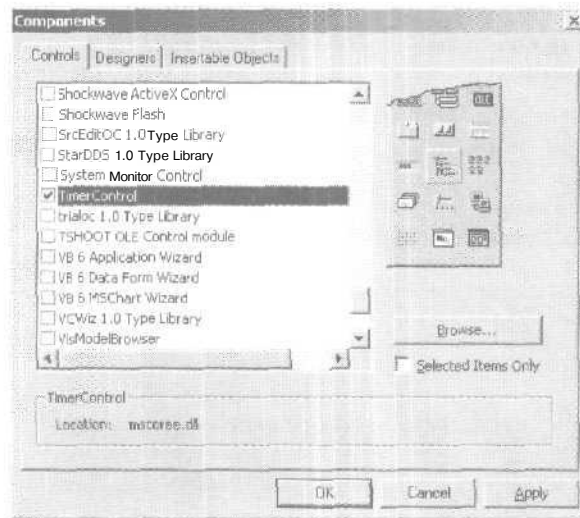 Components
Controls
Designers
Insertable Objects
Shockwave ActiveX Control
Shockwave Flash
SrcEditOC 1.0 Type Library
StarDDS 1.0 Type Library
System Monitor Control
TimerControl
trialoc 1.0 Type Library
TSHOOT OLE Control module
VB 6 Application Wizard
VB 6 Data Form Wizard
VB 6 MSChart Wizard
VCWiz 1.0 Type Library
VisModelBrowser
Browse...
Selected Items Only
TimerControl
Location: mscoree.dll
OK
Cancel
Apply